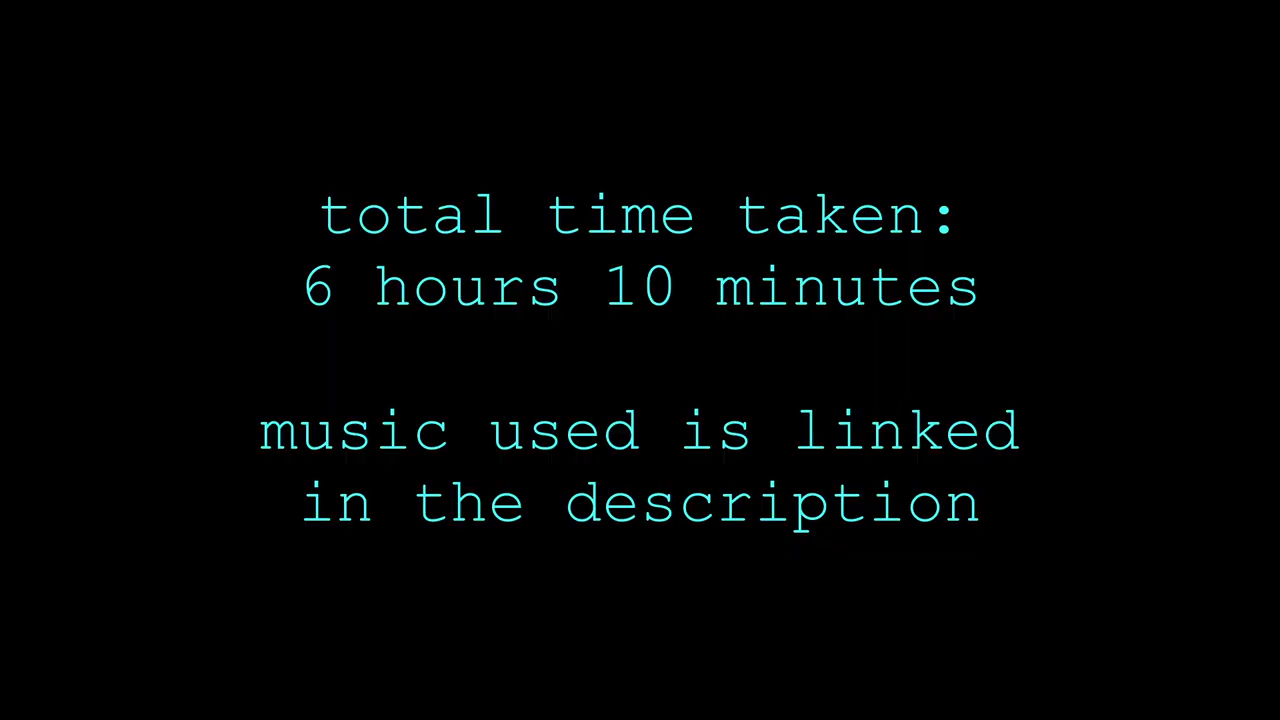 total time taken:
6 hours 10 minutes
music used is linked
in the description